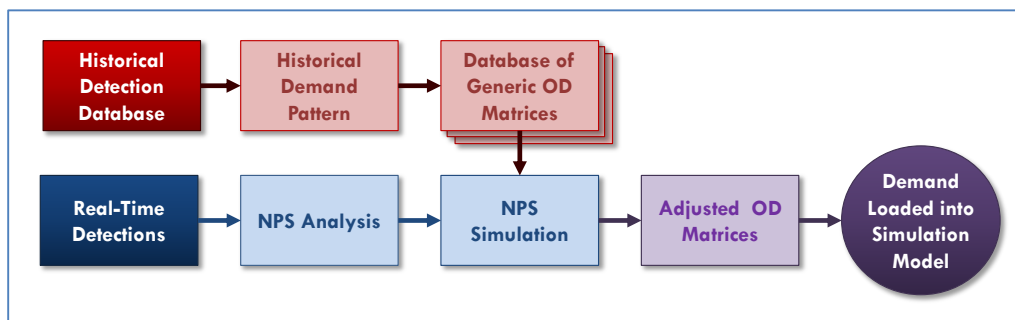 Historical
Detection
Database
Historical
Demand
Pattern
Database of
Generic OD
Matrices
Real-Time
Detections
NPS Analysis
NPS
Simulation
Adjusted OD
Matrices
Demand
Loaded into
Simulation
Model